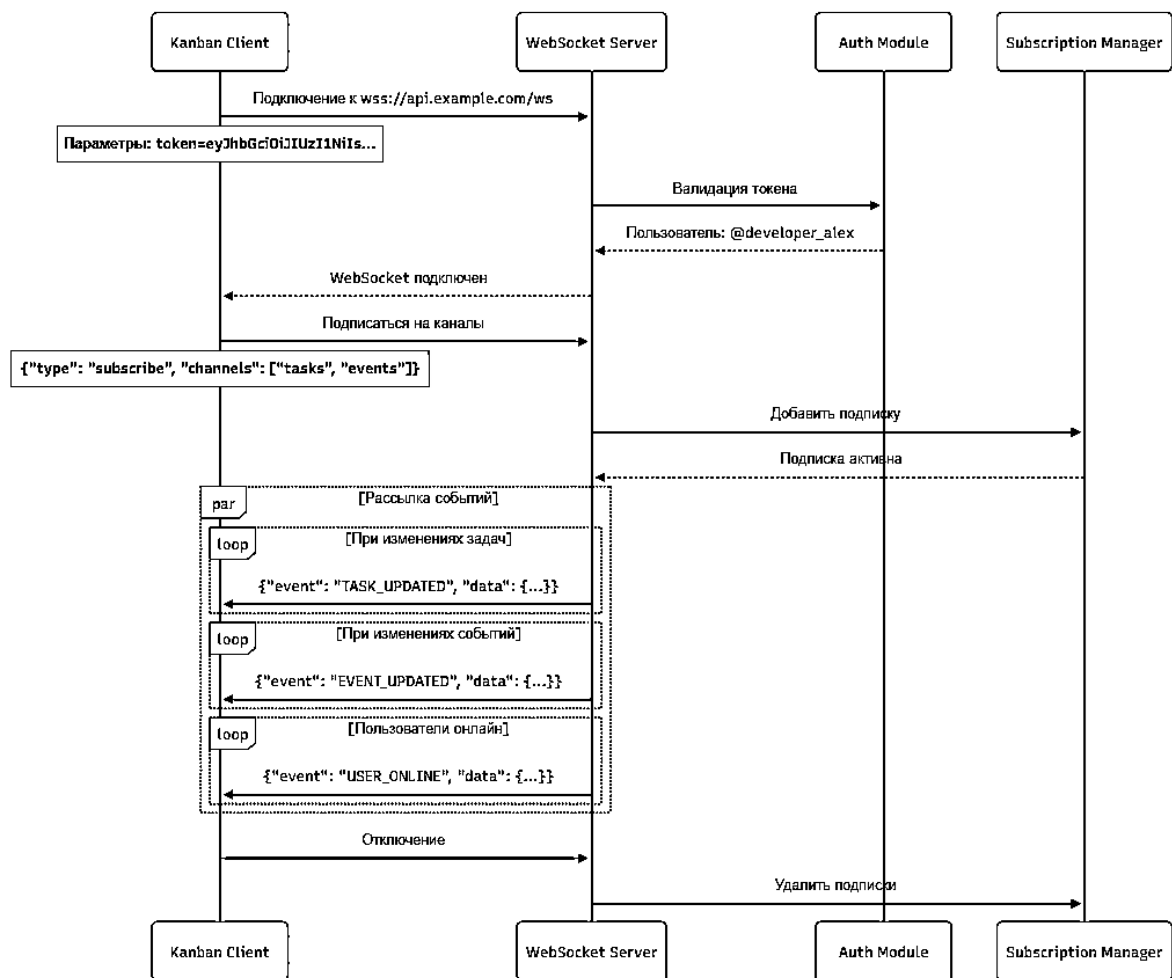 Kanban Client
WebSocket Server
Auth Module
Subscription Manager
Подключение к wss://api.example.com/ws
Параметры: token=eyJhbGciOiJIUzI1NiIs...
Валидация токена
Пользователь: @developer_alex
WebSocket подключен
Подписаться на каналы
{"type": "subscribe", "channels": ["tasks", "events"]}
Добавить подписку
Подписка активна
par
[Рассылка событий]
loop
[При изменениях задач]
{"event": "TASK_UPDATED", "data": {...}}
loop
[При изменениях событий]
{"event": "EVENT_UPDATED", "data": {...}}
loop
[Пользователи онлайн]
{"event": "USER_ONLINE", "data": {...}}
Отключение
Удалить подписки
Kanban Client
WebSocket Server
Auth Module
Subscription Manager